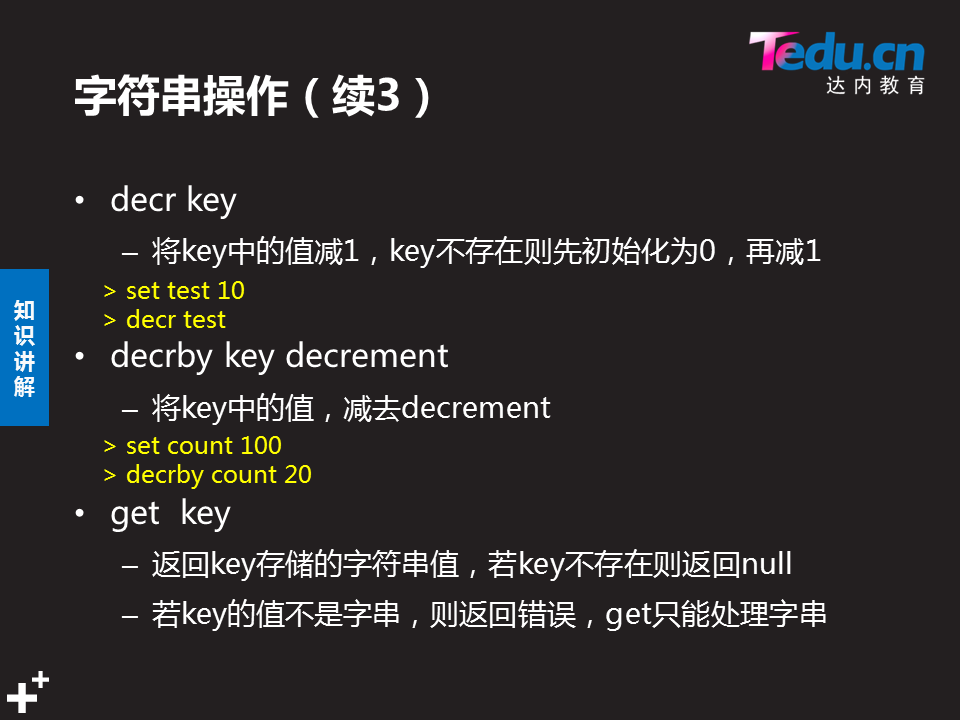 Tedu.cn
达内教育
字符串操作（续3）
• decr key
– 将key中的值减1，key不存在则先初始化为0，再减1
> set test 10
> decr test
• decrby key decrement
– 将key中的值，减去decrement
> set count 100
> decrby count 20
• get  key
– 返回key存储的字符串值，若key不存在则返回null
– 若key的值不是字串，则返回错误，get只能处理字串
知识讲解